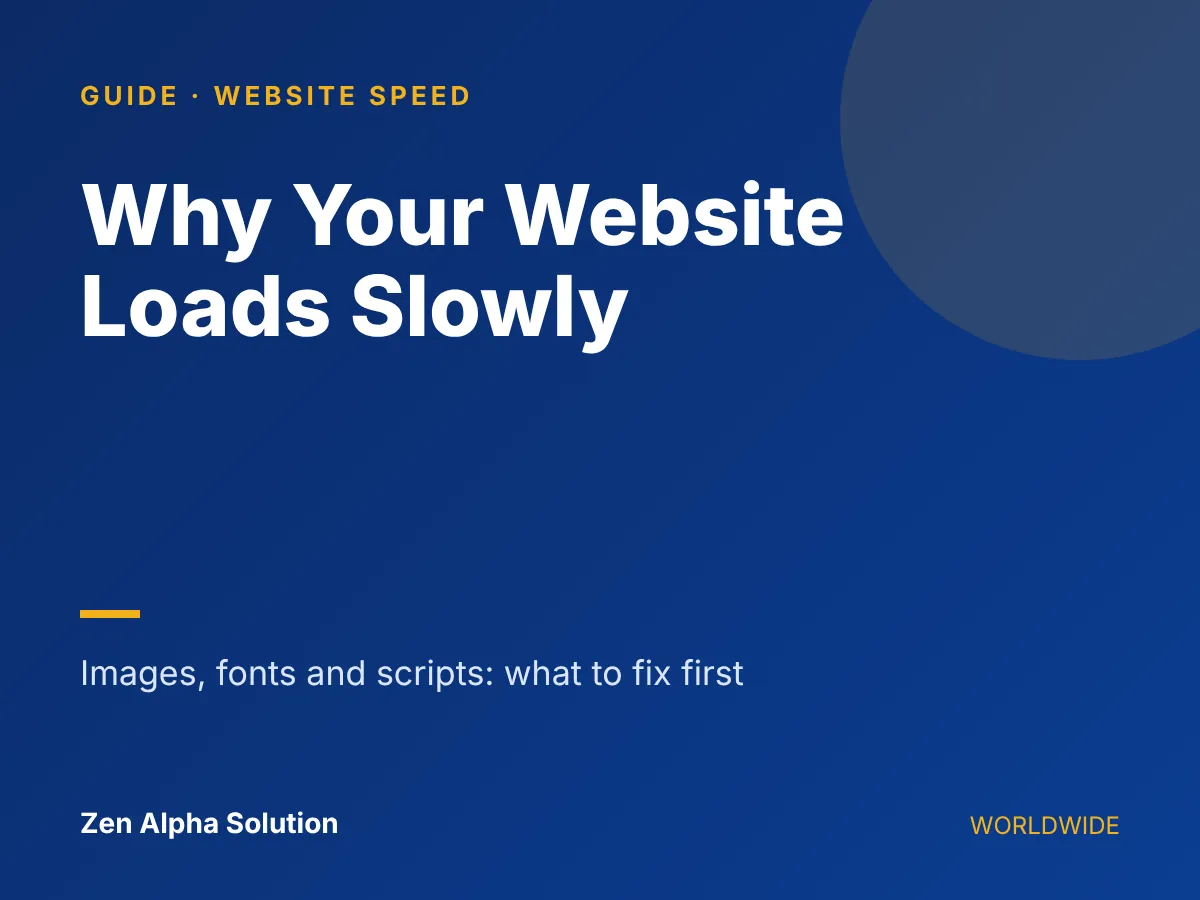 GUIDE · WEBSITE SPEED
Why Your Website
Loads Slowly
Images, fonts and scripts: what to fix first
Zen Alpha Solution
WORLDWIDE